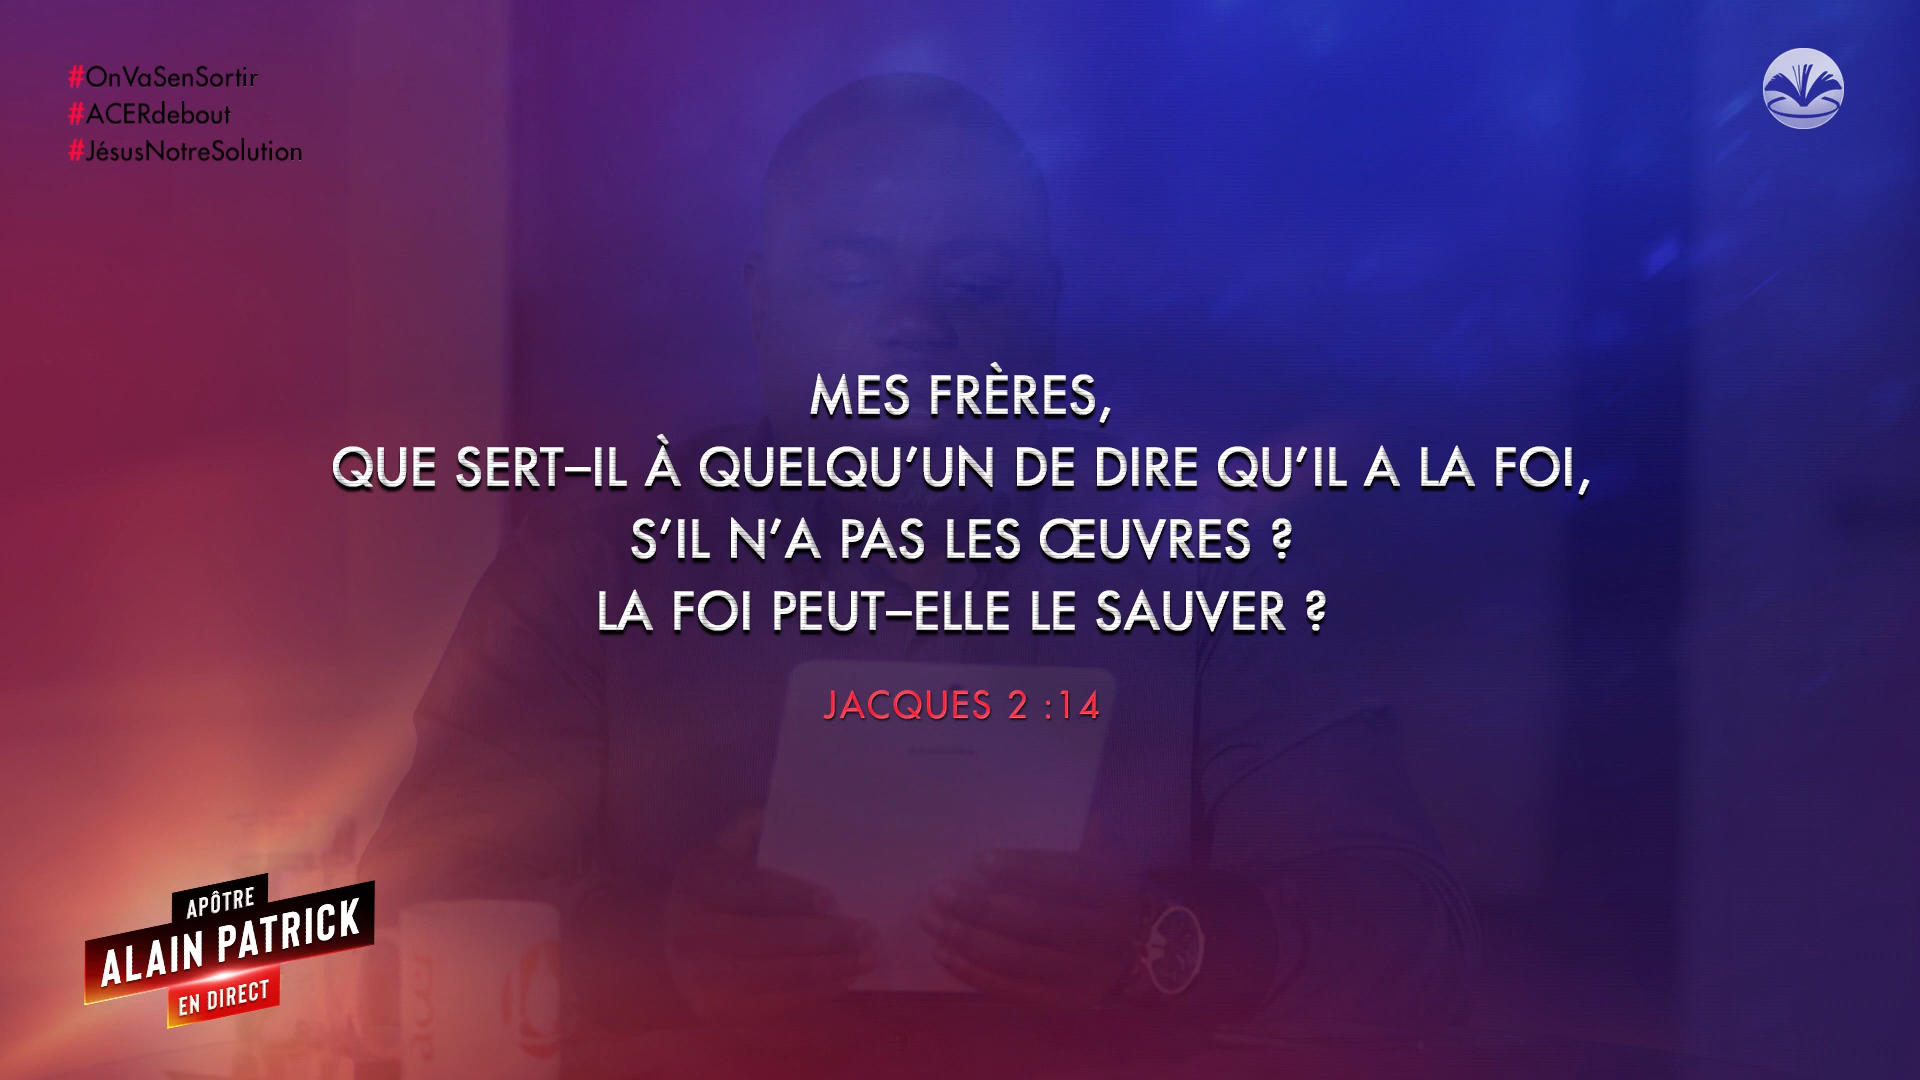 #OnVaSenSortir
#ACERdebout
#JésusNotreSolution
MES FRÈRES,
QUE SERT–IL À QUELQU’UN DE DIRE QU’IL A LA FOI,
S’IL N’A PAS LES ŒUVRES ?
LA FOI PEUT–ELLE LE SAUVER ?
JACQUES 2 :14
APÔTRE
ALAIN PATRICK
EN DIRECT
acer